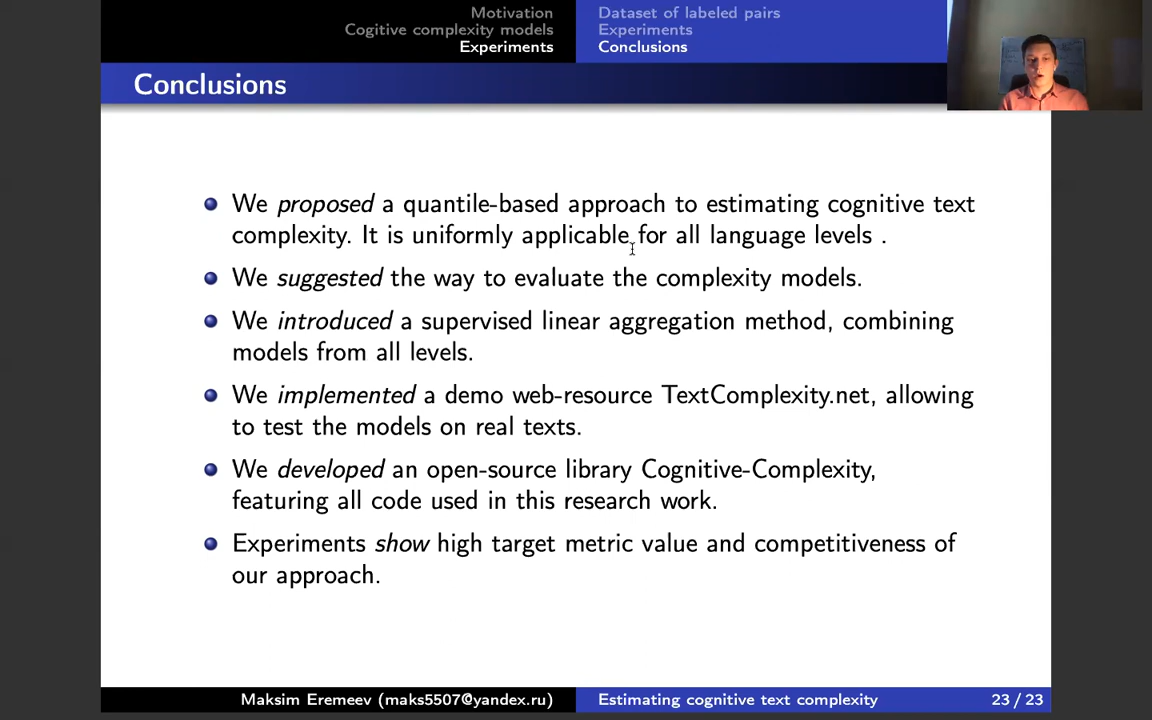 Motivation
Cogitive complexity models
Experiments
Dataset of labeled pairs
Experiments
Conclusions
Conclusions
We proposed a quantile-based approach to estimating cognitive text
complexity. It is uniformly applicable for all language levels .
We suggested the way to evaluate the complexity models.
We introduced a supervised linear aggregation method, combining
models from all levels.
We implemented a demo web-resource TextComplexity.net, allowing
to test the models on real texts.
We developed an open-source library Cognitive-Complexity,
featuring all code used in this research work.
Experiments show high target metric value and competitiveness of
our approach.
Maksim Eremeev (maks5507@yandex.ru)
Estimating cognitive text complexity
23 / 23